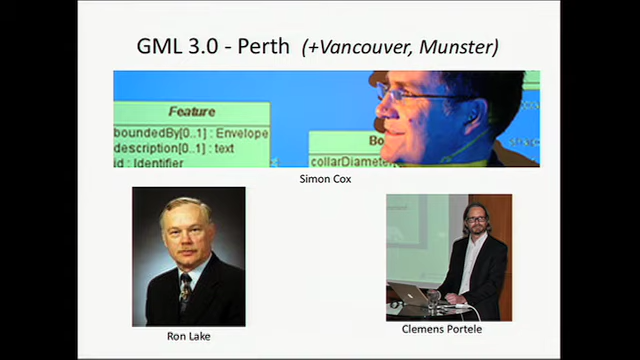 GML 3.0 - Perth (+Vancouver, Munster)
Feature
boundedBy[0..1] : Envelope
description[0..1] : text
id : Identifier
Bo
collarDiameter[
Simon Cox
Ron Lake
Clemens Portele